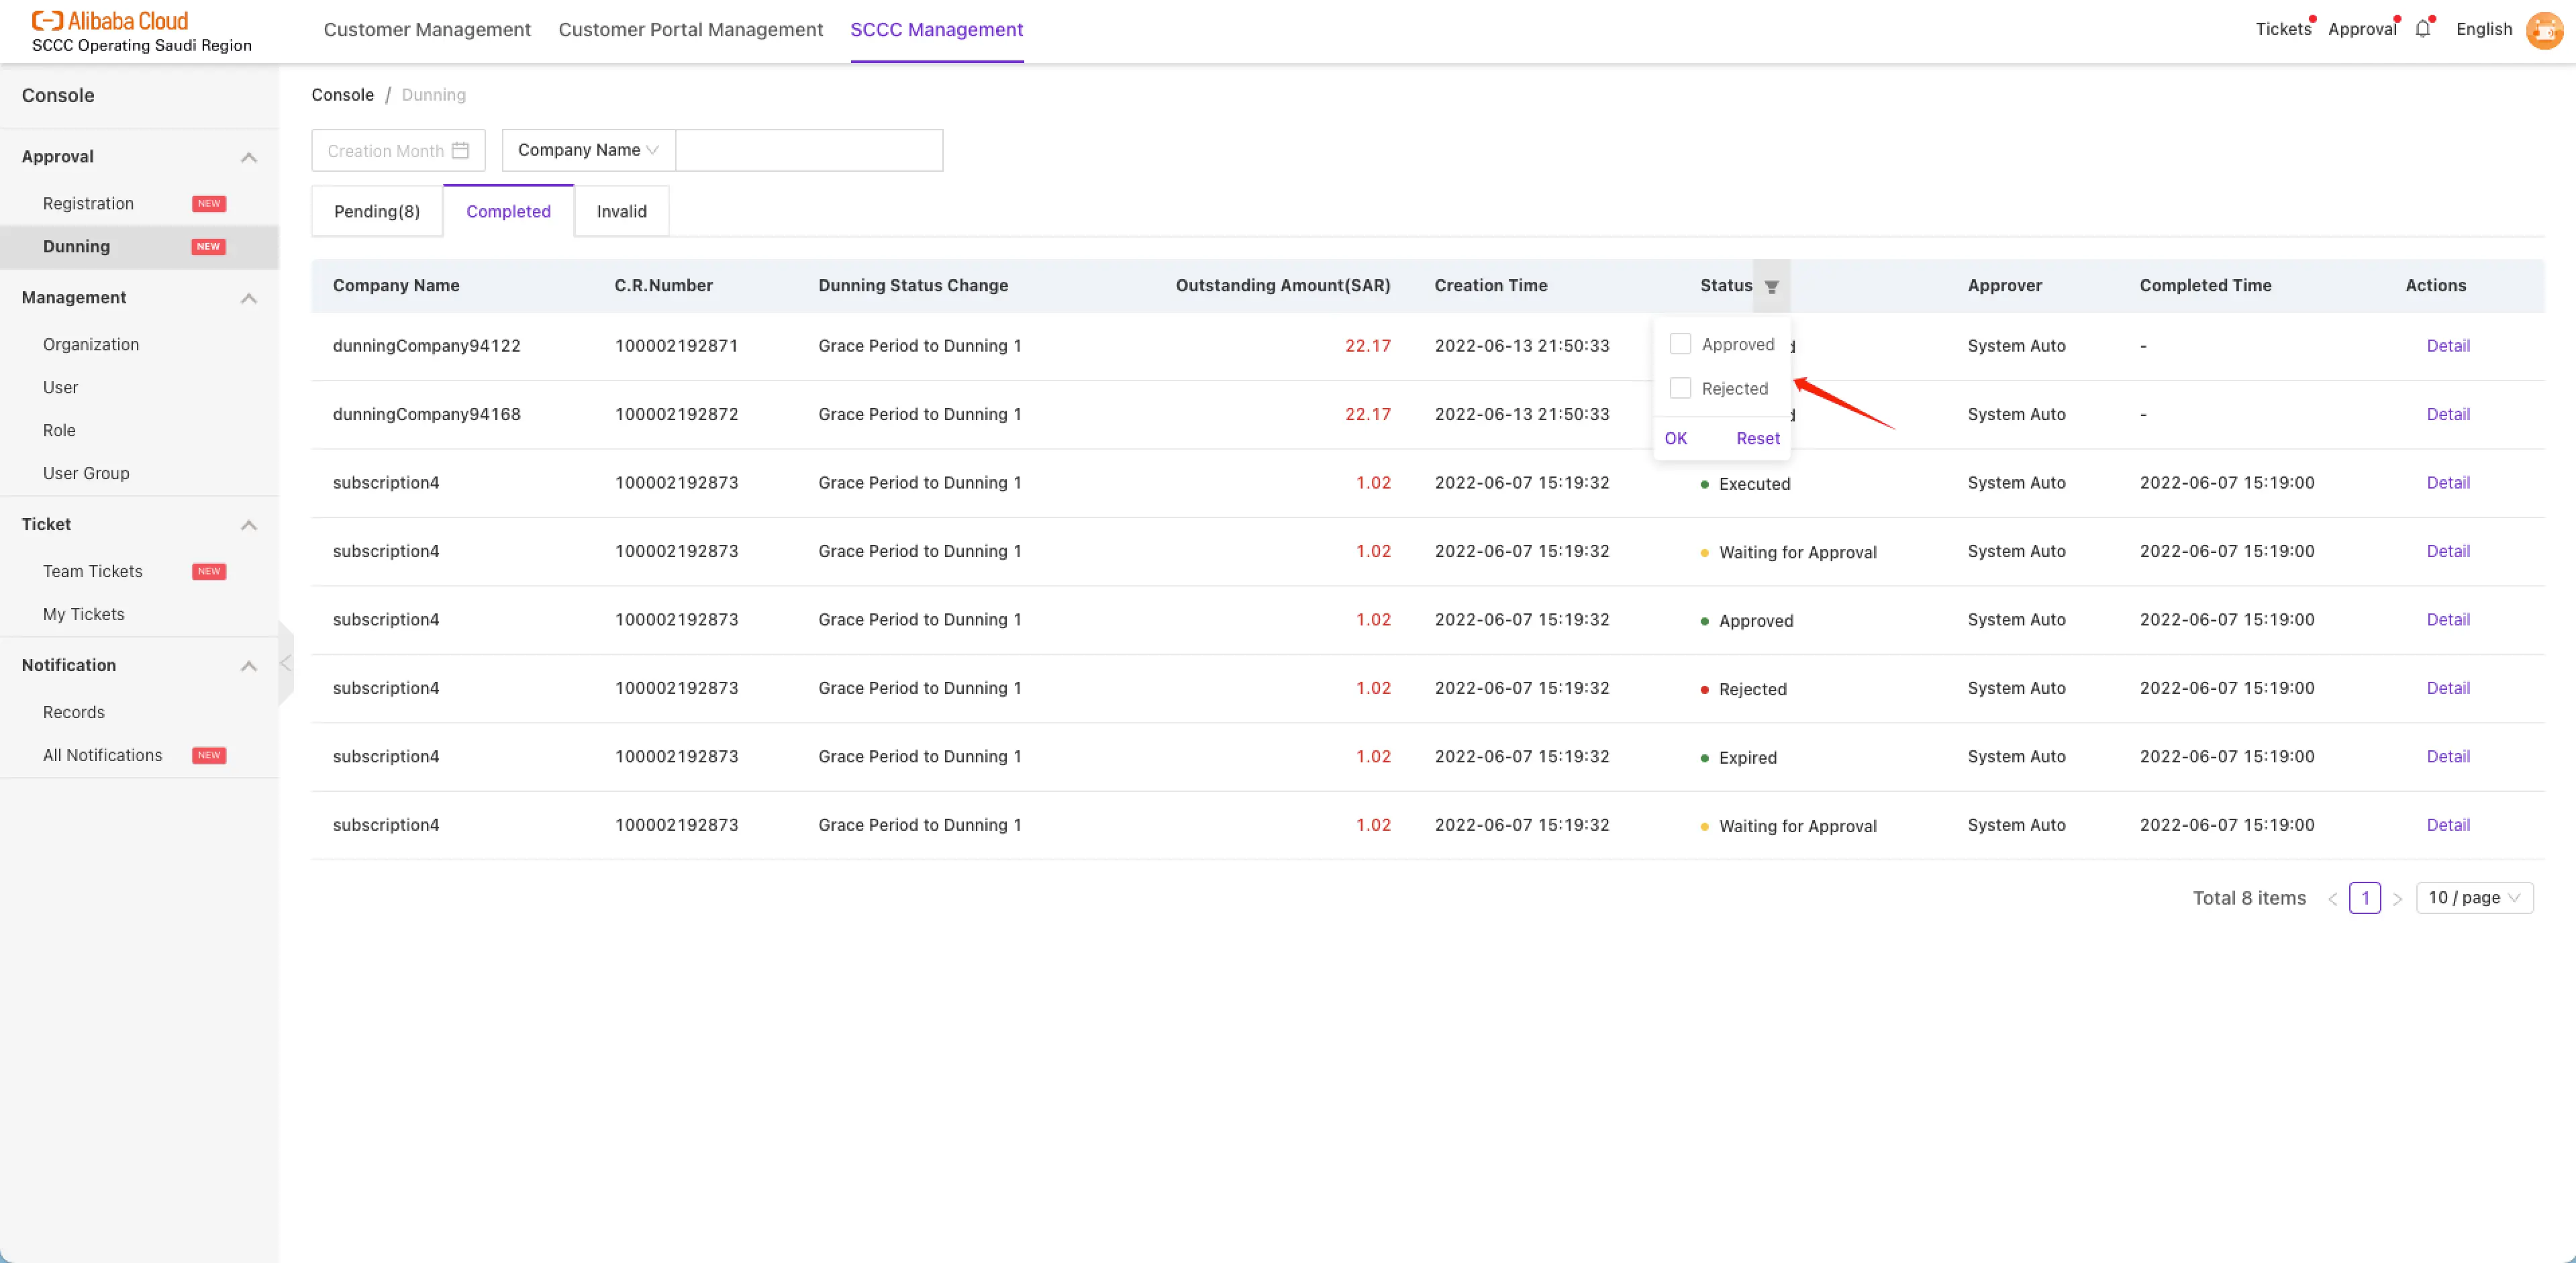 Alibaba Cloud
SCCC Operating Saudi Region
Customer Management Customer Portal Management SCCC Management
Tickets Approval English
Console
Approval
Registration NEW
Dunning NEW
Management
Organization
User
Role
User Group
Ticket
Team Tickets NEW
My Tickets
Notification
Records
All Notifications NEW
Console / Dunning
Creation Month Company Name
Pending(8) Completed Invalid
Company Name C.R.Number Dunning Status Change Outstanding Amount(SAR) Creation Time Status Approver Completed Time Actions
dunningCompany94122 100002192871 Grace Period to Dunning 1 22.17 2022-06-13 21:50:33 System Auto - Detail
dunningCompany94168 100002192872 Grace Period to Dunning 1 22.17 2022-06-13 21:50:33 System Auto - Detail
Approved
Rejected
OK Reset
subscription4 100002192873 Grace Period to Dunning 1 1.02 2022-06-07 15:19:32 Executed System Auto 2022-06-07 15:19:00 Detail
subscription4 100002192873 Grace Period to Dunning 1 1.02 2022-06-07 15:19:32 Waiting for Approval System Auto 2022-06-07 15:19:00 Detail
subscription4 100002192873 Grace Period to Dunning 1 1.02 2022-06-07 15:19:32 Approved System Auto 2022-06-07 15:19:00 Detail
subscription4 100002192873 Grace Period to Dunning 1 1.02 2022-06-07 15:19:32 Rejected System Auto 2022-06-07 15:19:00 Detail
subscription4 100002192873 Grace Period to Dunning 1 1.02 2022-06-07 15:19:32 Expired System Auto 2022-06-07 15:19:00 Detail
subscription4 100002192873 Grace Period to Dunning 1 1.02 2022-06-07 15:19:32 Waiting for Approval System Auto 2022-06-07 15:19:00 Detail
Total 8 items < 1 > 10 / page